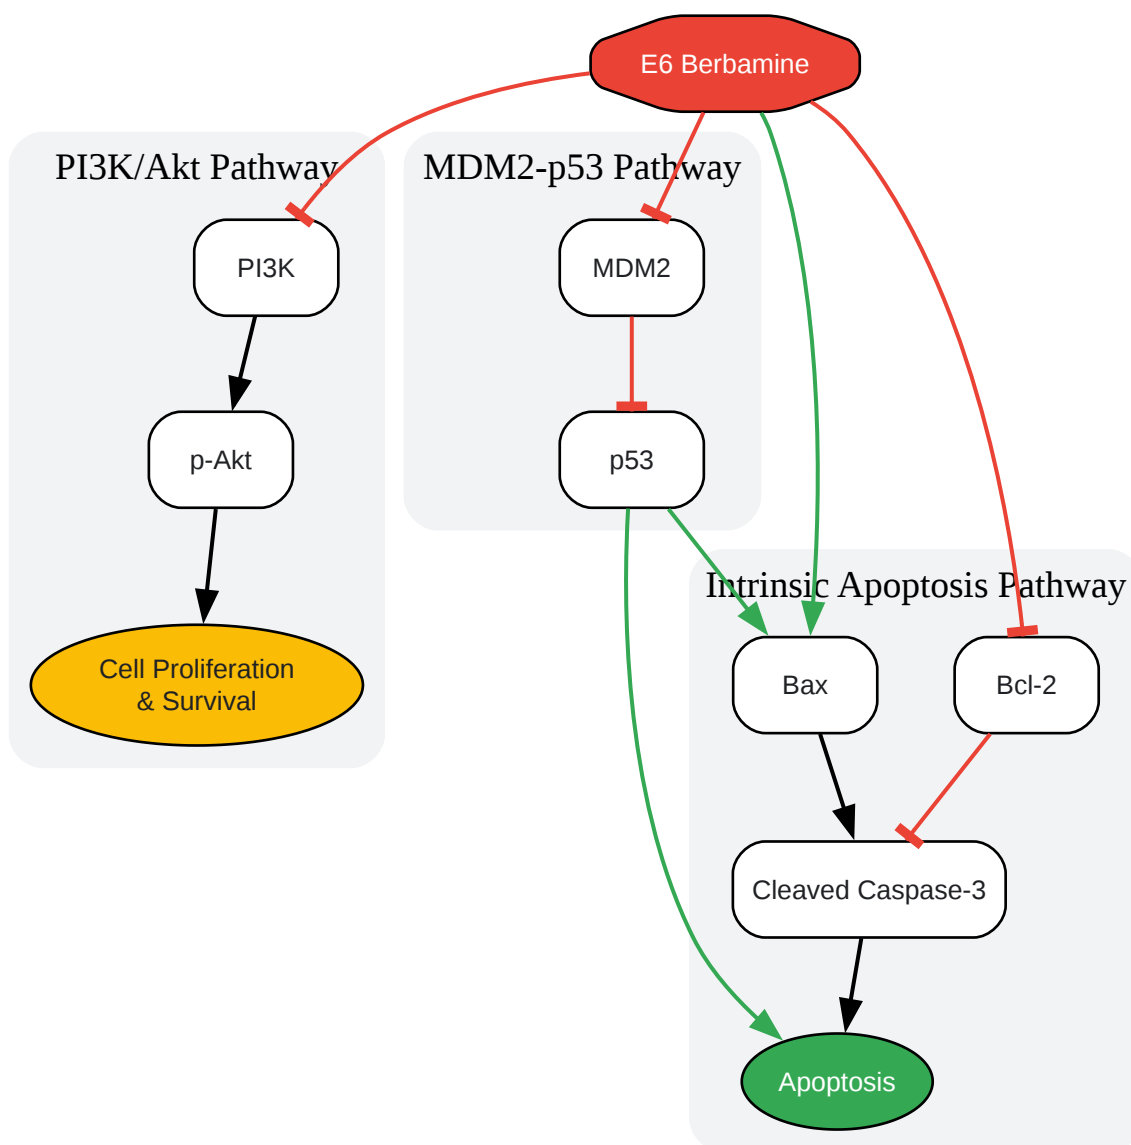 E6 Berbamine
PI3K/Akt Pathway
MDM2-p53 Pathway
PI3K
MDM2
p-Akt
p53
Intrinsic Apoptosis Pathway
Cell Proliferation
& Survival
Bax
Bcl-2
Cleaved Caspase-3
Apoptosis